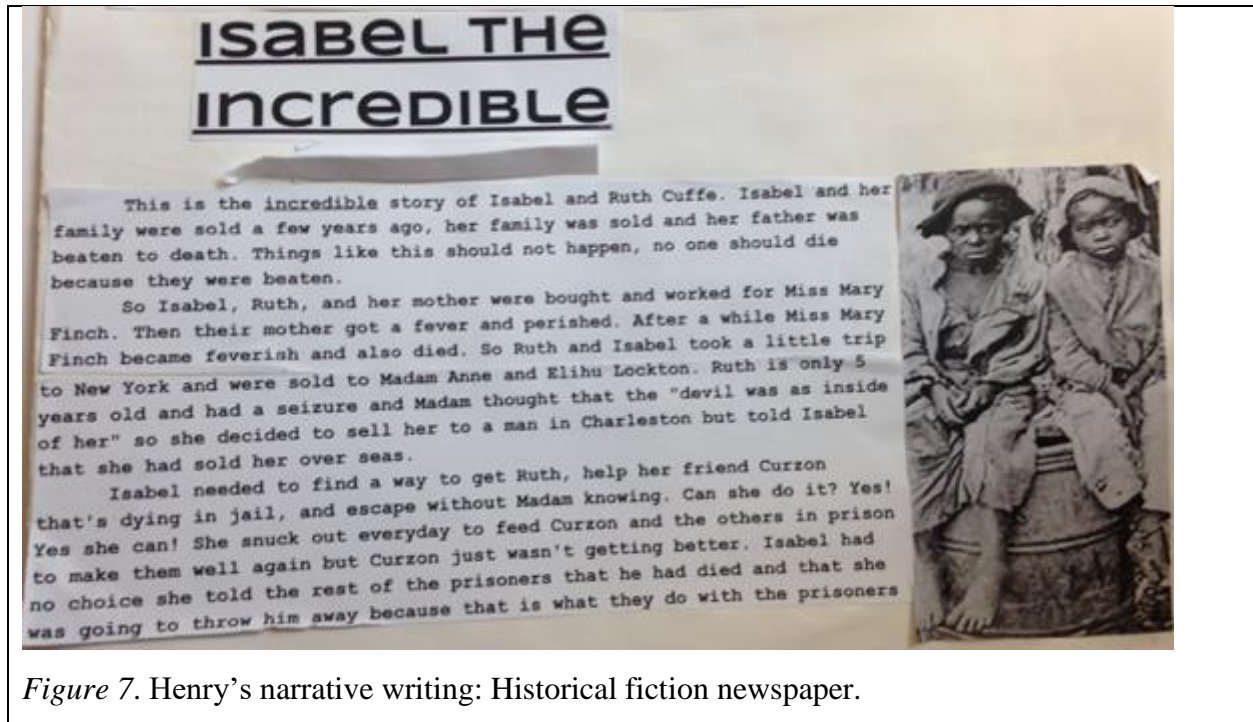 Isabel The
Incredible
This is the incredible story of Isabel and Ruth Cuffe. Isabel and her
family were sold a few years ago, her family was sold and her father was
beaten to death. Things like this should not happen, no one should die
because they were beaten.
So Isabel, Ruth, and her mother were bought and worked for Miss Mary
Finch. Then their mother got a fever and perished. After a while Miss Mary
Finch became feverish and also died. So Ruth and Isabel took a little trip
to New York and were sold to Madam Anne and Elihu Lockton. Ruth is only 5
years old and had a seizure and Madam thought that the "devil was as inside
of her" so she decided to sell her to a man in Charleston but told Isabel
that she had sold her over seas.
Isabel needed to find a way to get Ruth, help her friend Curzon
that's dying in jail, and escape without Madam knowing. Can she do it? Yes!
Yes she can! She snuck out everyday to feed Curzon and the others in prison
to make them well again but Curzon just wasn't getting better. Isabel had
no choice she told the rest of the prisoners that he had died and that she
was going to throw him away because that is what they do with the prisoners
Figure 7. Henry's narrative writing: Historical fiction newspaper.